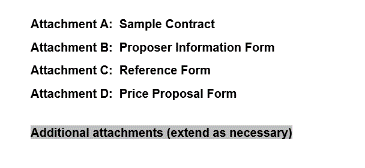 Attachment A: Sample Contract
Attachment B: Proposer Information Form
Attachment C: Reference Form
Attachment D: Price Proposal Form
Additional attachments (extend as necessary)